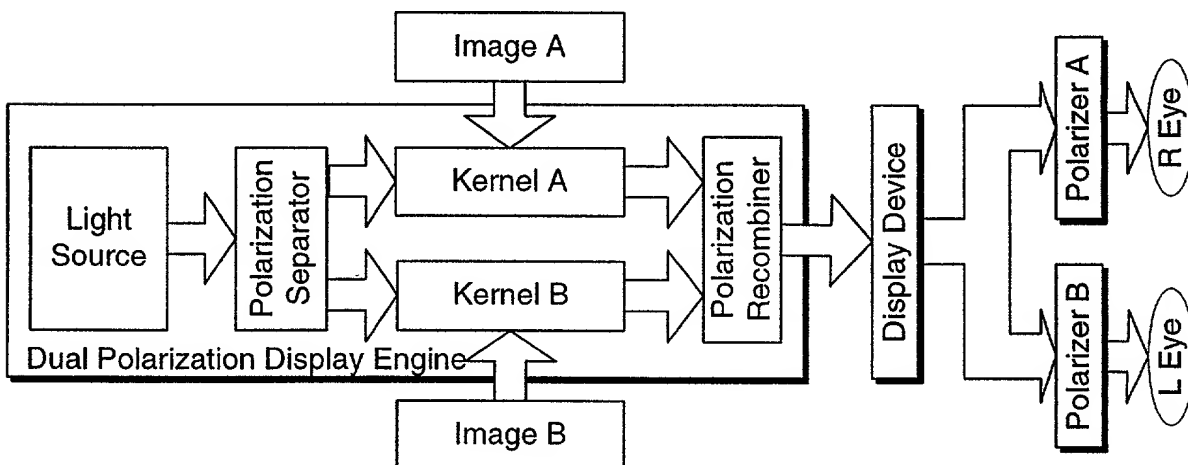 Image A
Light
Source
Polarization
Separator
Kernel A
Kernel B
Polarization
Recombiner
Dual Polarization Display Engine
Image B
Display Device
Polarizer A
R Eye
Polarizer B
L Eye